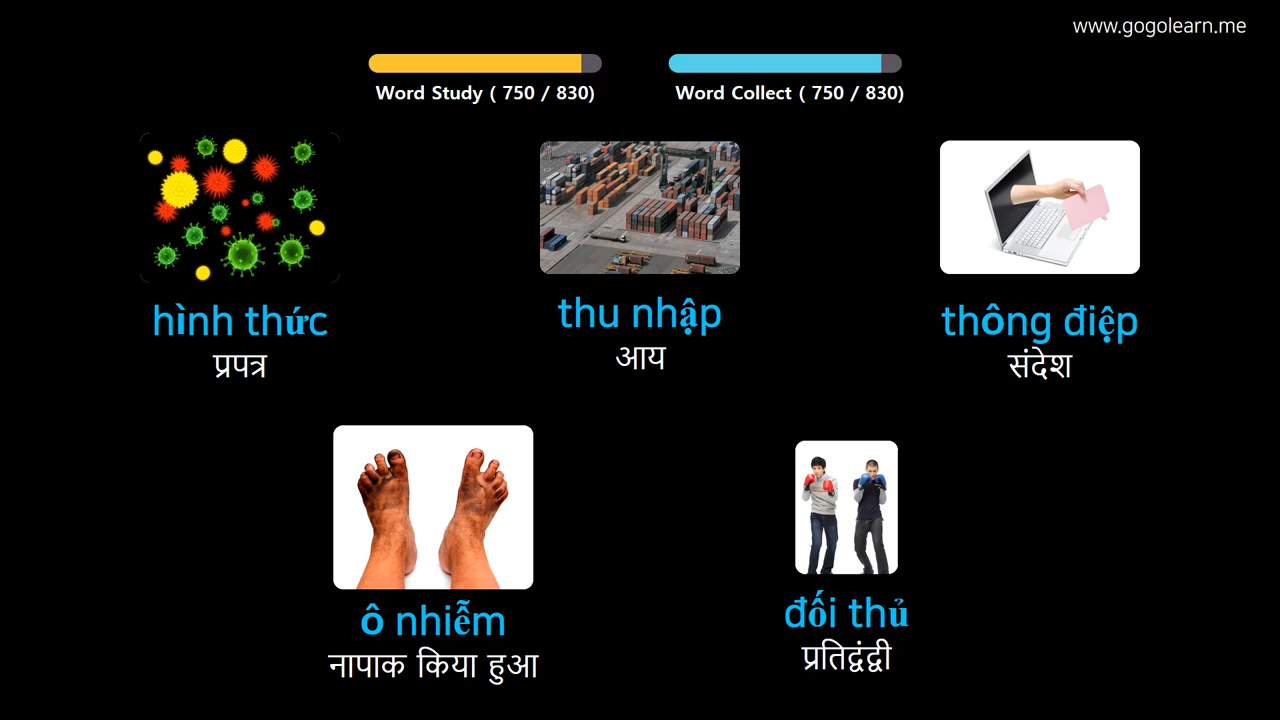 www.gogolearn.me
Word Study ( 750 / 830)
Word Collect ( 750 / 830)
hình thức
प्रपत्र
thu nhập
आय
thông điệp
संदेश
ô nhiễm
नापाक किया हुआ
đối thủ
प्रतिद्वंद्वी